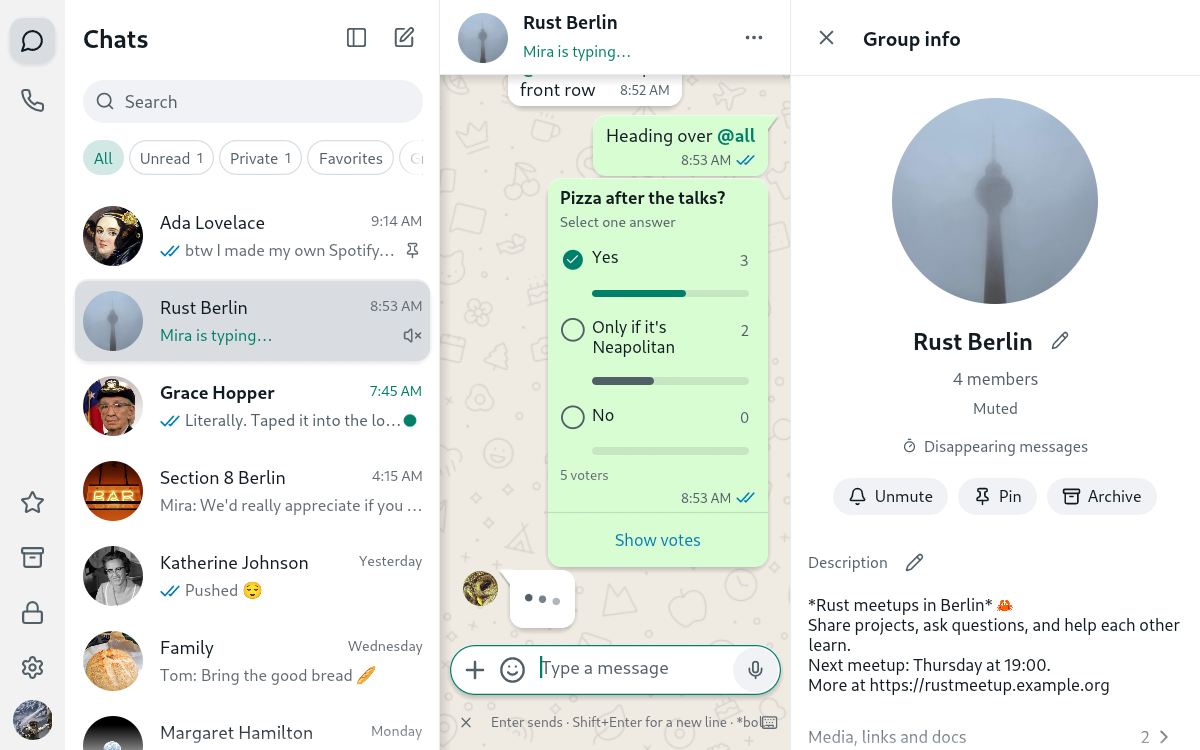 Chats
Search
All
Unread 1
Private 1
Favorites
Ada Lovelace
9:14 AM
btw I made my own Spotify…
Rust Berlin
8:53 AM
Mira is typing…
Grace Hopper
7:45 AM
Literally. Taped it into the lo…
Section 8 Berlin
4:15 AM
BAR
Mira: We'd really appreciate if you …
Katherine Johnson
Yesterday
Pushed 😌
Family
Wednesday
Tom: Bring the good bread 🥖
Margaret Hamilton
Monday
Rust Berlin
Mira is typing…
front row
8:52 AM
Heading over @all
8:53 AM
Pizza after the talks?
Select one answer
Yes
3
Only if it's
Neapolitan
2
No
0
5 voters
8:53 AM
Show votes
Type a message
Enter sends · Shift+Enter for a new line · *bol
Group info
Rust Berlin
4 members
Muted
Disappearing messages
Unmute
Pin
Archive
Description
*Rust meetups in Berlin* 🦀
Share projects, ask questions, and help each other
learn.
Next meetup: Thursday at 19:00.
More at https://rustmeetup.example.org
Media, links and docs
2